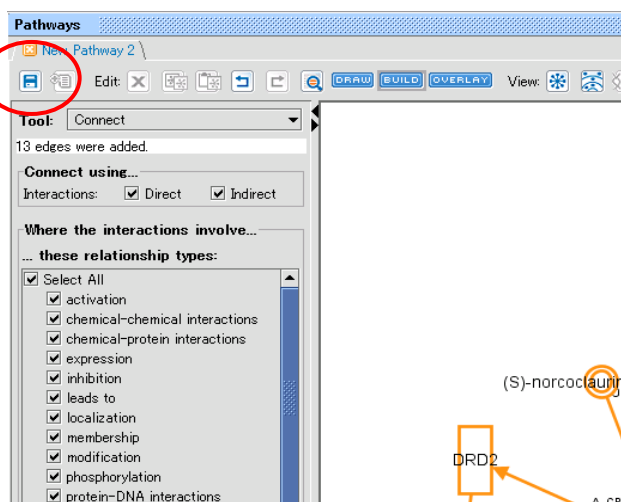 Pathways
New Pathway 2
Edit: DRAW BUILD OVERLAY View:
Tool: Connect
13 edges were added.
Connect using...
Interactions: Direct Indirect
Where the interactions involve...
... these relationship types:
Select All
activation
chemical-chemical interactions
chemical-protein interactions
expression
inhibition
leads to
localization
membership
modification
phosphorylation
protein-DNA interactions
(S)-norcoclauri
DRD2